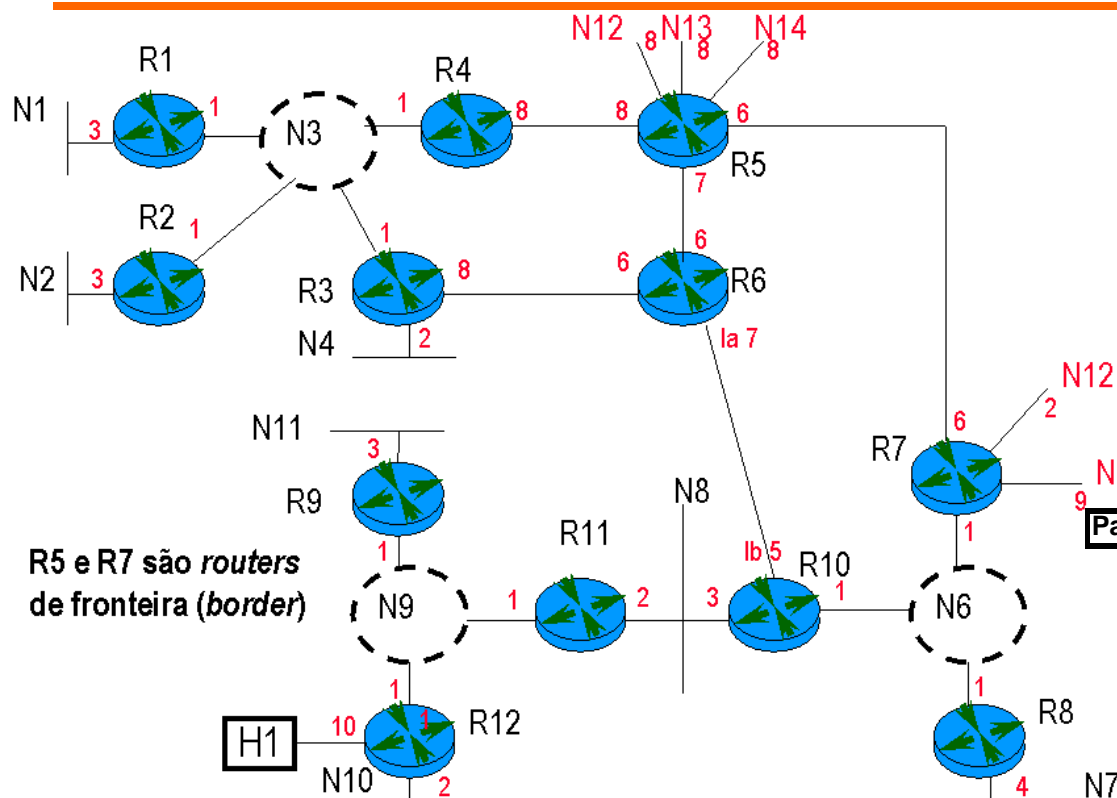 N12 N13 N14
8 8 8
R1 R4
N1 3 1 N3 1 8 8 6
R5
7
R2
1
N2 3
1
R3 8
6 6
R6
N4 2
Ia 7
N12
2
N11
3
R9
1
R7 6
N
9
1
Pa
N8
R11
Ib 5
R10
R5 e R7 são routers
de fronteira (border)
N9 1 2 3 1 N6
1
1
R12
H1 10
N10 2
1
R8
4 N7